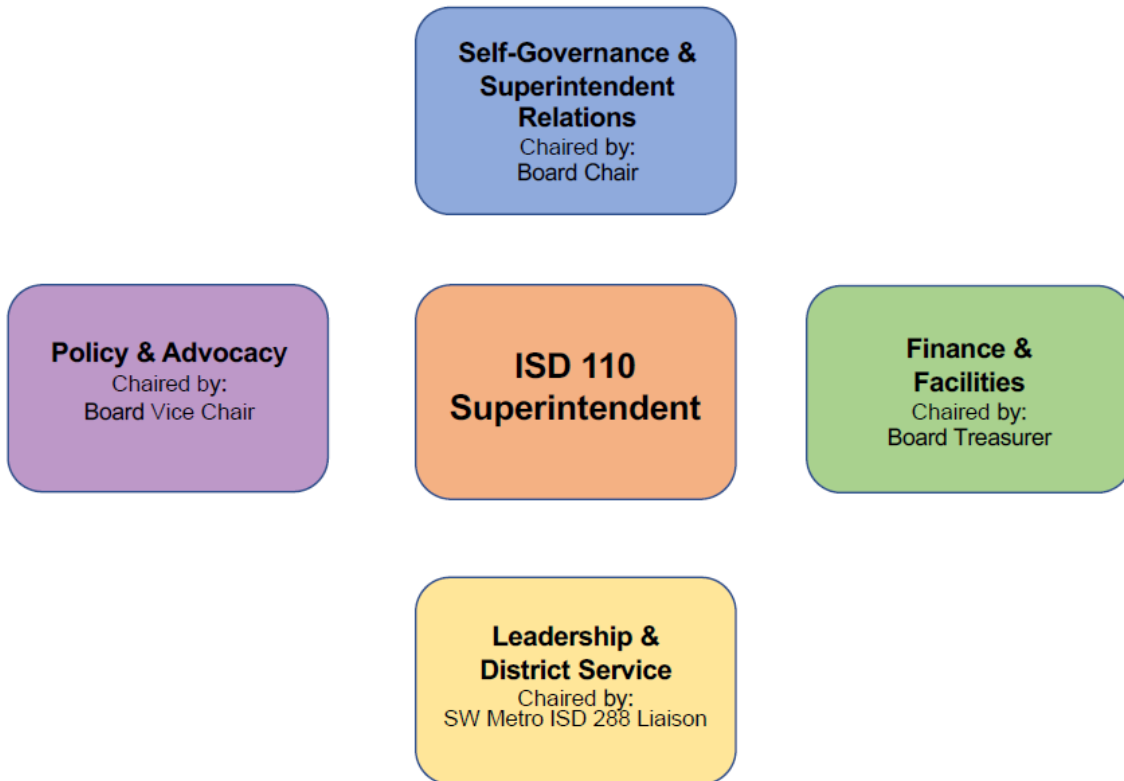 Self-Governance &
Superintendent
Relations
Chaired by:
Board Chair
Policy & Advocacy
Chaired by:
Board Vice Chair
ISD 110
Superintendent
Finance &
Facilities
Chaired by:
Board Treasurer
Leadership &
District Service
Chaired by:
SW Metro ISD 288 Liaison